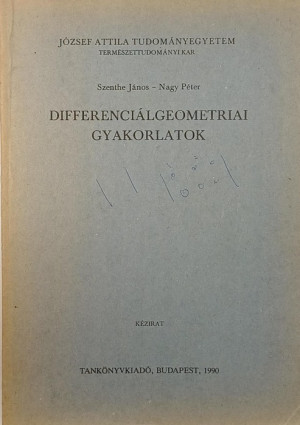 JÓZSEF ATTILA TUDOMÁNYEGYETEM
TERMÉSZETTUDOMÁNYI KAR
Szenthe János – Nagy Péter
DIFFERENCIÁLGEOMETRIAI
GYAKORLATOK
KÉZIRAT
TANKÖNYVKIADÓ, BUDAPEST, 1990